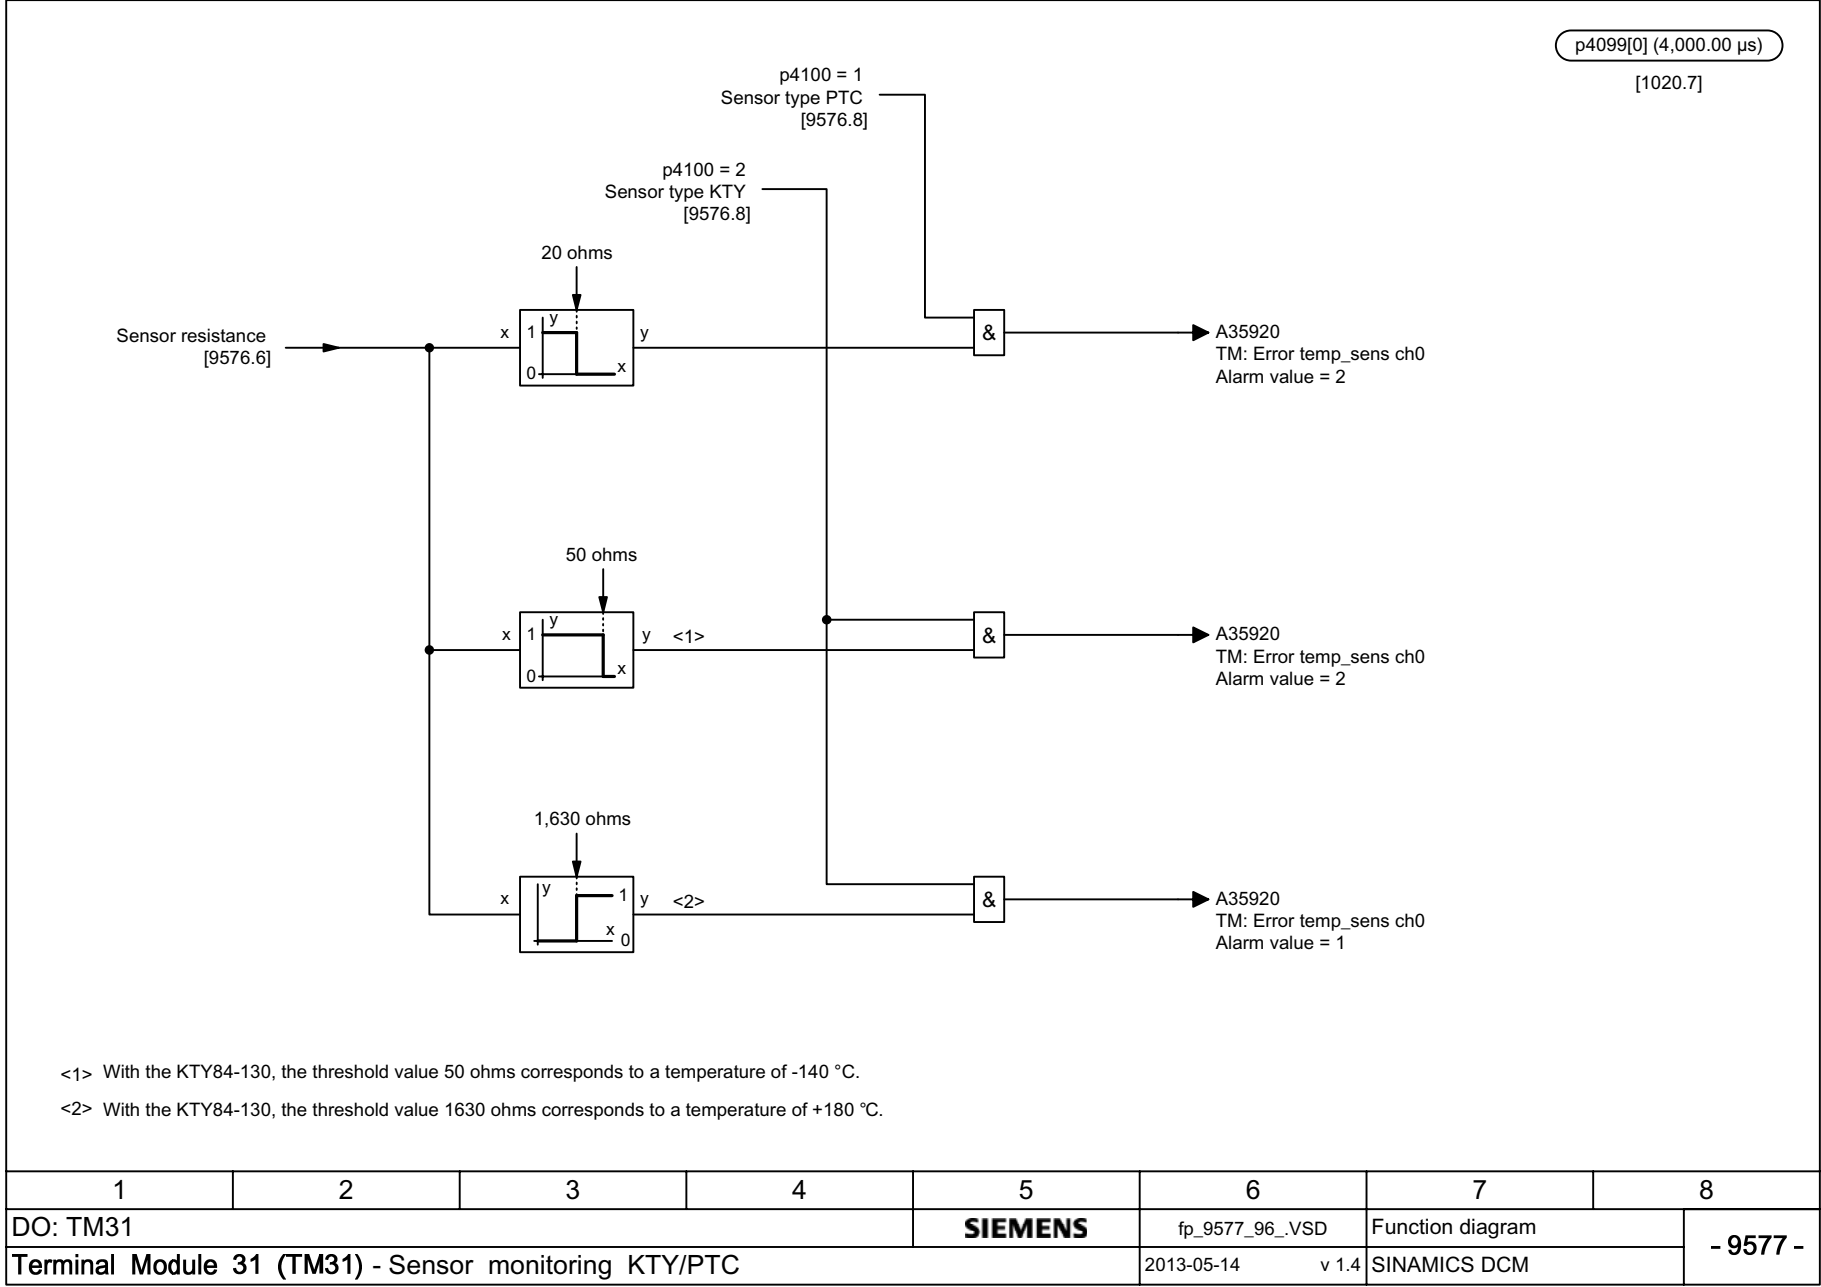 p4099[0] (4,000.00 µs)
[1020.7]
p4100 = 1
Sensor type PTC
[9576.8]
p4100 = 2
Sensor type KTY
[9576.8]
20 ohms
Sensor resistance
[9576.6]
x
1
y
0
x
y
&
A35920
TM: Error temp_sens ch0
Alarm value = 2
50 ohms
x
1
y
0
x
y
<1>
&
A35920
TM: Error temp_sens ch0
Alarm value = 2
1,630 ohms
x
y
1
x
0
y
<2>
&
A35920
TM: Error temp_sens ch0
Alarm value = 1
<1> With the KTY84-130, the threshold value 50 ohms corresponds to a temperature of -140 °C.
<2> With the KTY84-130, the threshold value 1630 ohms corresponds to a temperature of +180 °C.
1 2 3 4 5 6 7 8
DO: TM31 SIEMENS fp_9577_96_.VSD Function diagram
- 9577 -
Terminal Module 31 (TM31) - Sensor monitoring KTY/PTC 2013-05-14 v 1.4 SINAMICS DCM